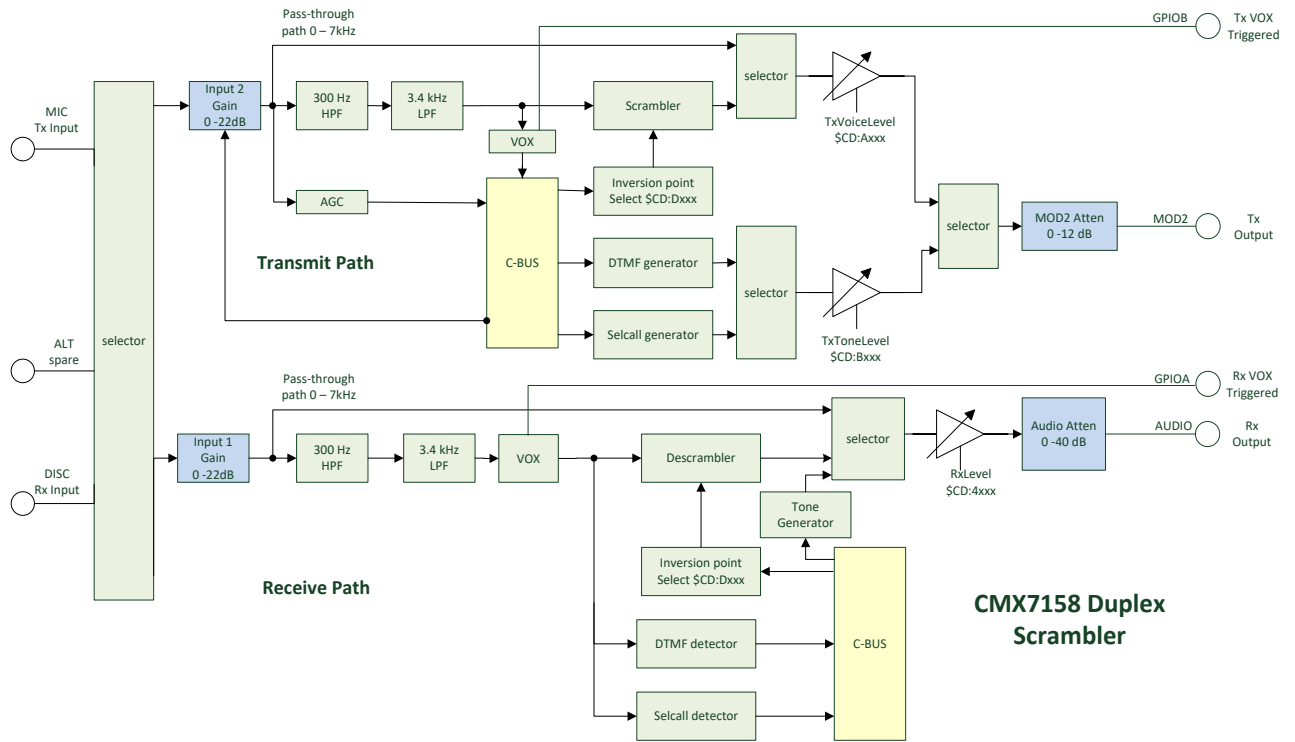 Pass-through
path 0 – 7kHz
GPIOB
Tx VOX
Triggered
MIC
Tx Input
Input 2
Gain
0 -22dB
300 Hz
HPF
3.4 kHz
LPF
Scrambler
selector
TxVoiceLevel
$CD:Axxx
VOX
Inversion point
Select $CD:Dxxx
AGC
Transmit Path
C-BUS
DTMF generator
Selcall generator
selector
TxToneLevel
$CD:Bxxx
selector
MOD2 Atten
0 -12 dB
MOD2
Tx
Output
ALT
spare
selector
Pass-through
path 0 – 7kHz
GPIOA
Rx VOX
Triggered
DISC
Rx Input
Input 1
Gain
0 -22dB
300 Hz
HPF
3.4 kHz
LPF
VOX
Descrambler
selector
RxLevel
$CD:4xxx
Audio Atten
0 -40 dB
AUDIO
Rx
Output
Tone
Generator
Inversion point
Select $CD:Dxxx
Receive Path
DTMF detector
Selcall detector
C-BUS
CMX7158 Duplex
Scrambler